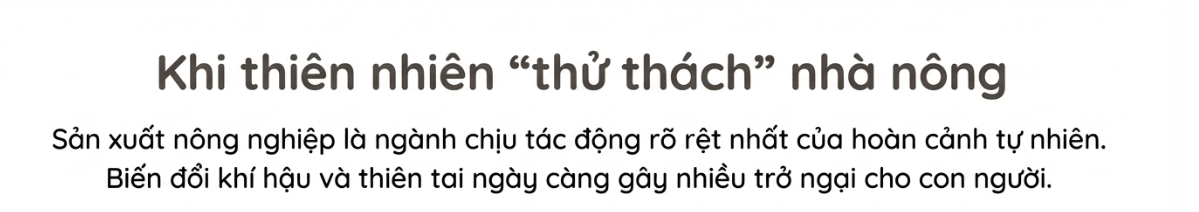 Khi thiên nhiên “thử thách” nhà nông
Sản xuất nông nghiệp là ngành chịu tác động rõ rệt nhất của hoàn cảnh tự nhiên.
Biến đổi khí hậu và thiên tai ngày càng gây nhiều trở ngại cho con người.